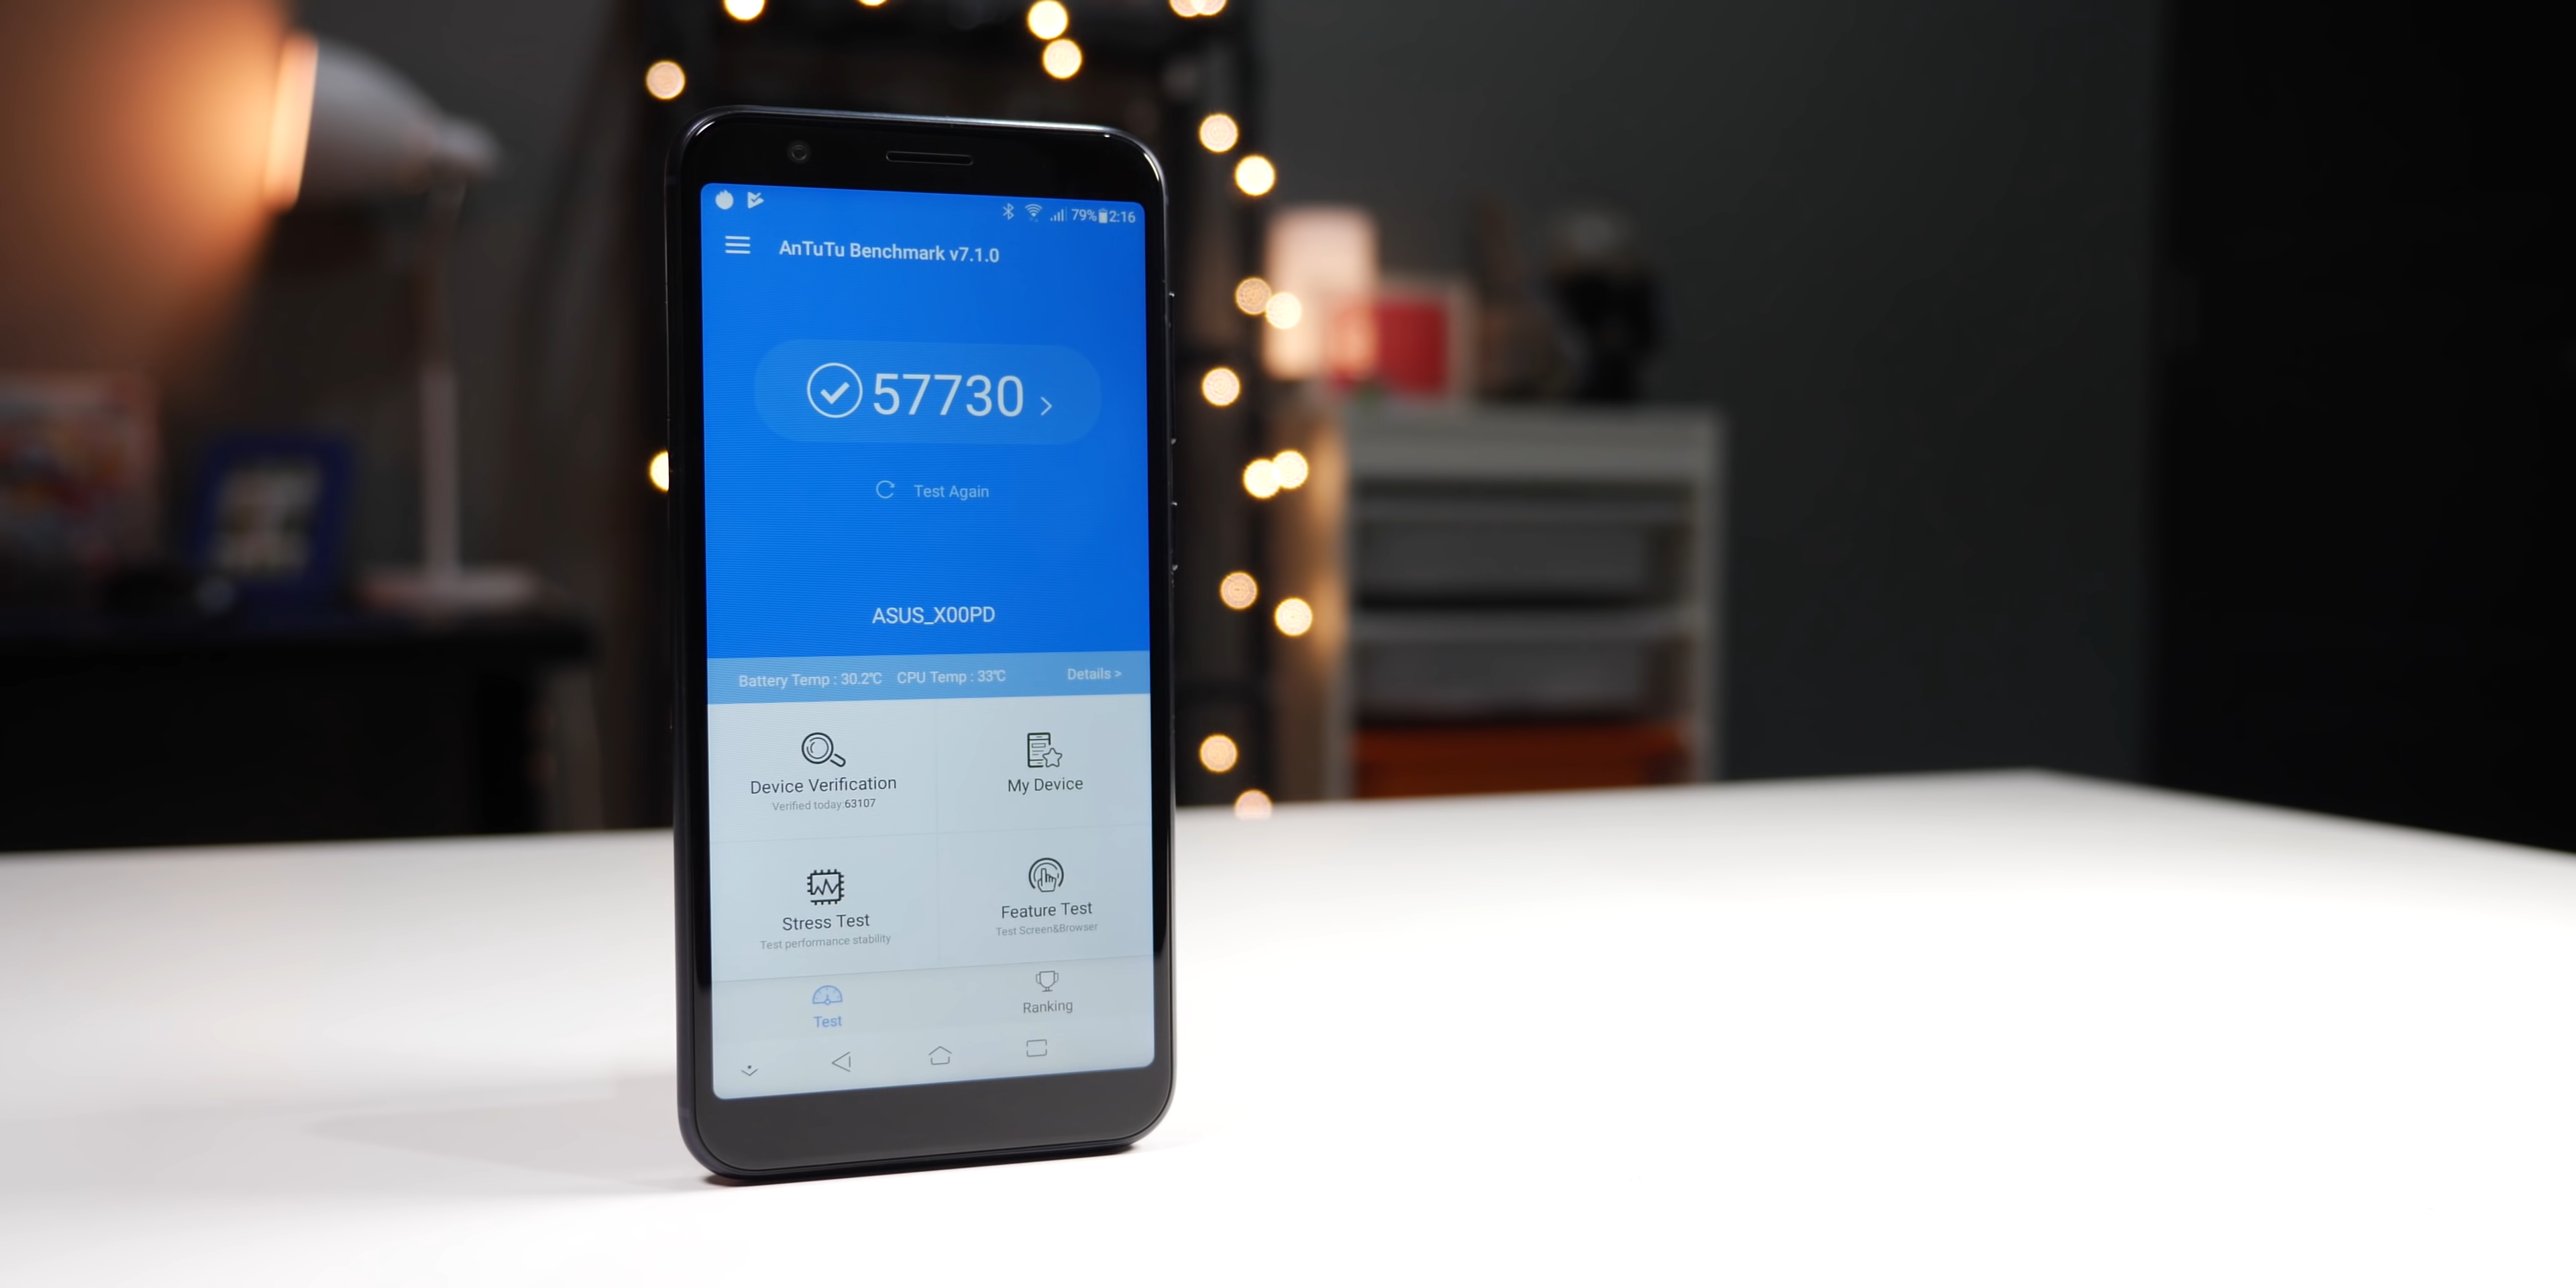 79% 2:16
AnTuTu Benchmark v7.1.0
57730 >
Test Again
ASUS_X00PD
Battery Temp : 30.2℃ CPU Temp : 33℃ Details >
Device Verification
Verified today 63107
My Device
Stress Test
Test performance stability
Feature Test
Test Screen&Browser
Test
Ranking